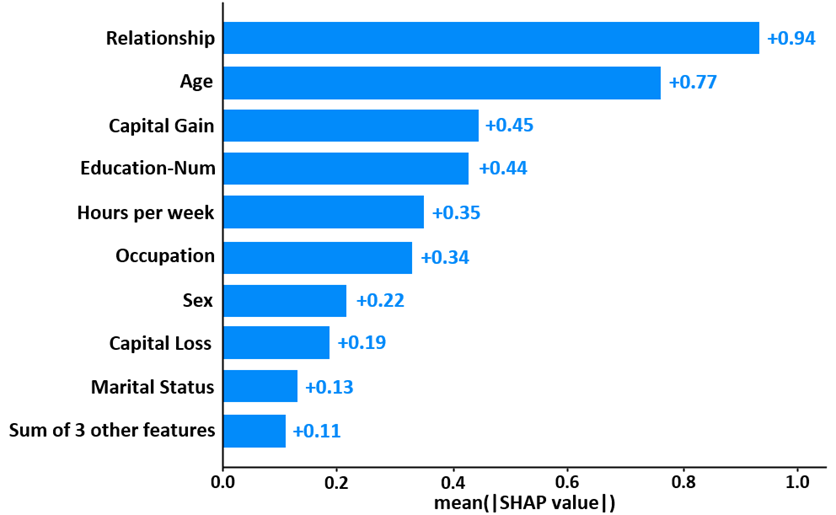 Relationship +0.94
Age +0.77
Capital Gain +0.45
Education-Num +0.44
Hours per week +0.35
Occupation +0.34
Sex +0.22
Capital Loss +0.19
Marital Status +0.13
Sum of 3 other features +0.11
0.0 0.2 0.4 0.6 0.8 1.0
mean(|SHAP value|)